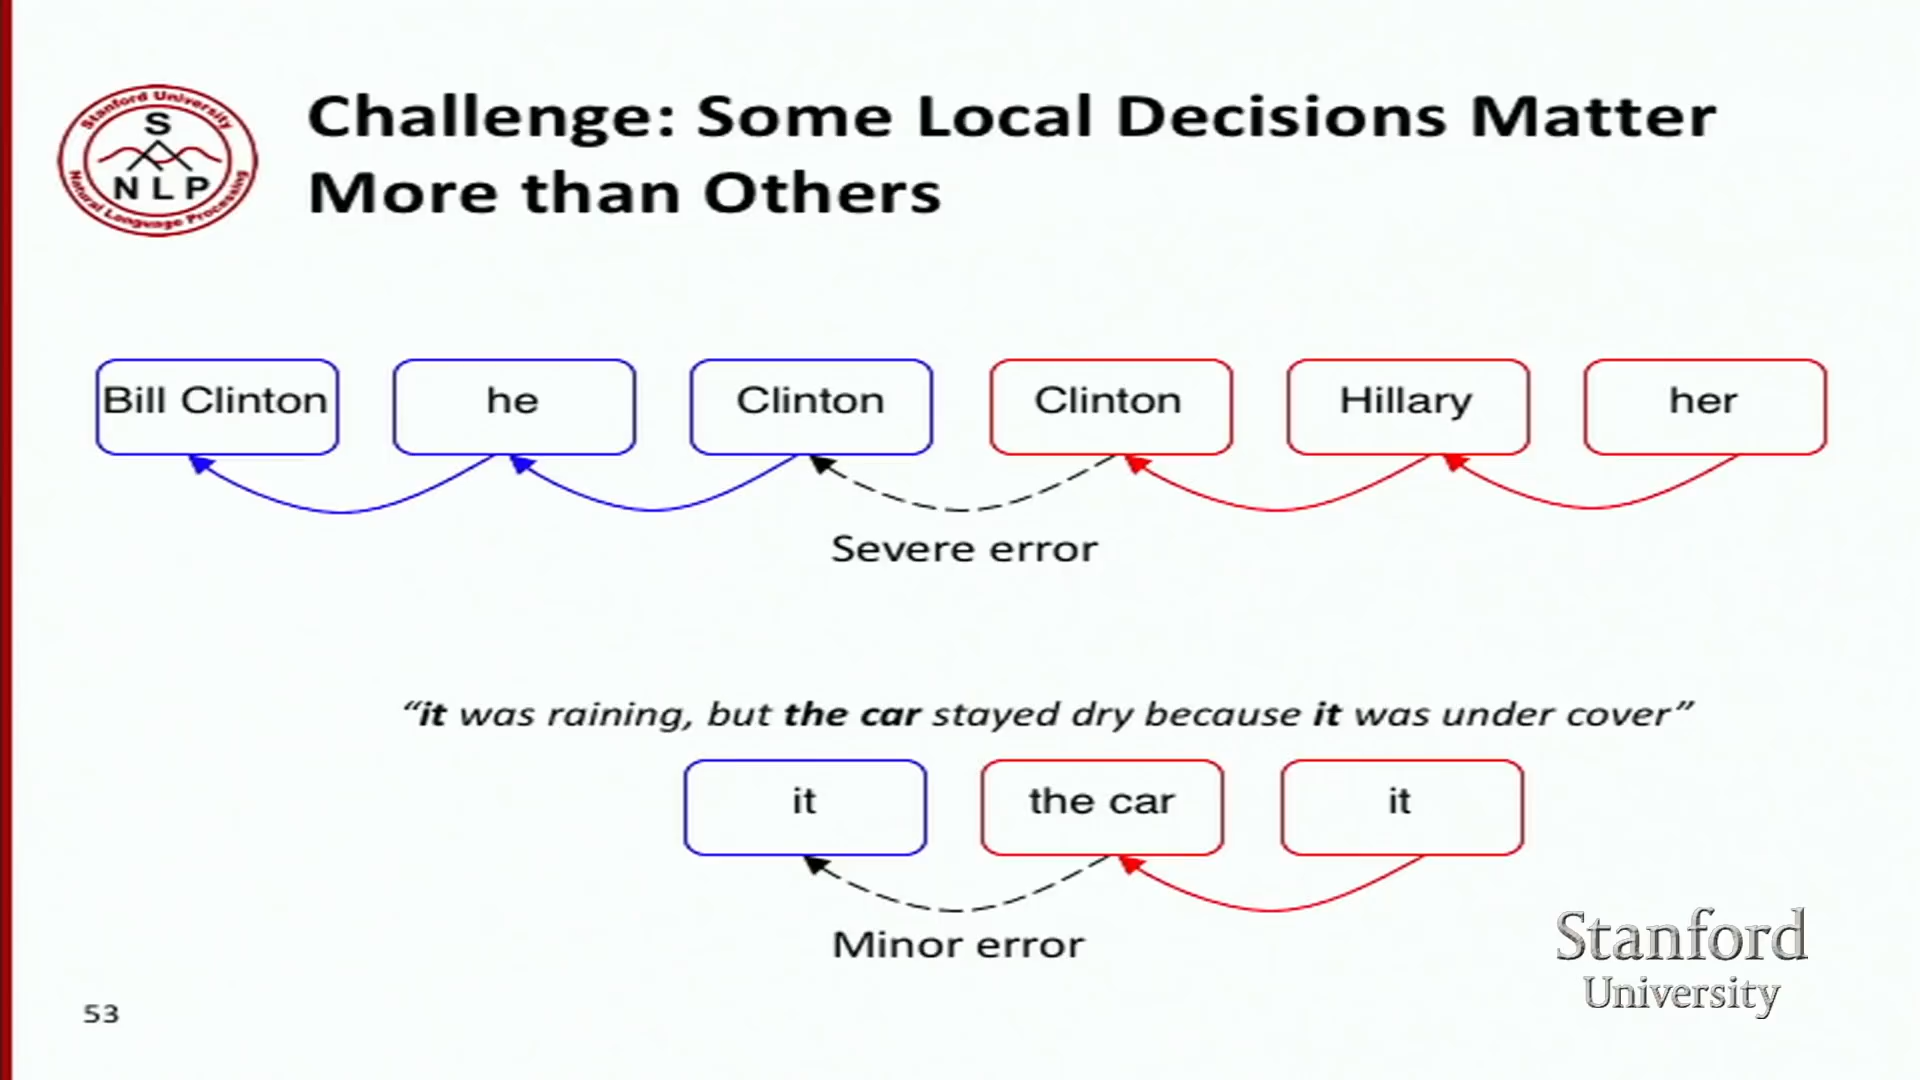 Stanford University
S
N L P
Natural Language Processing
Challenge: Some Local Decisions Matter
More than Others
Bill Clinton he Clinton Clinton Hillary her
Severe error
“it was raining, but the car stayed dry because it was under cover”
it the car it
Minor error
Stanford
University
53